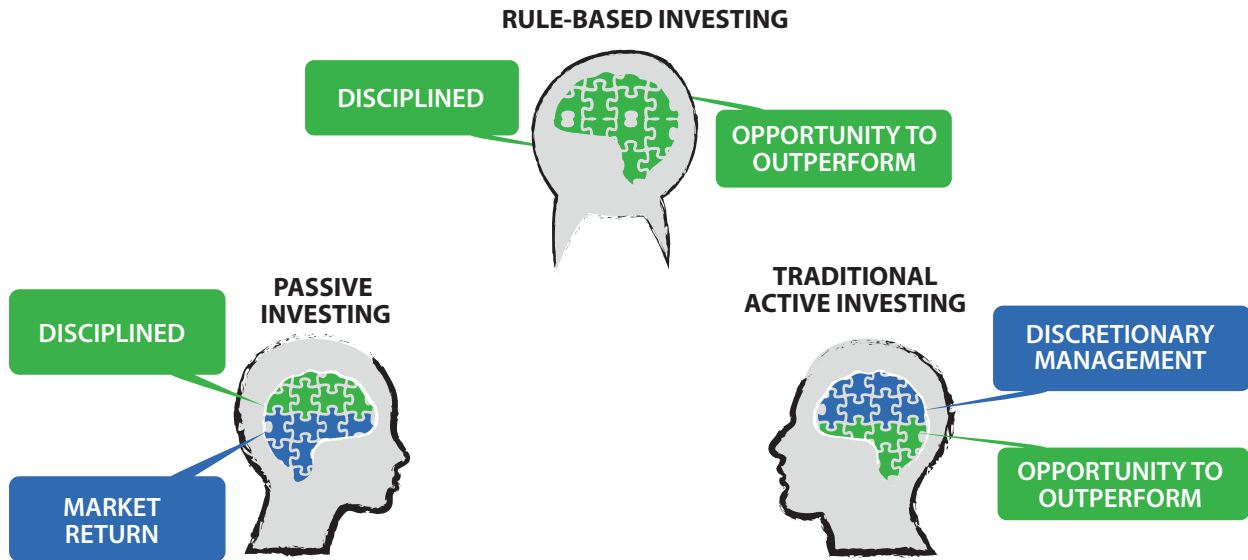 RULE-BASED INVESTING
DISCIPLINED
OPPORTUNITY TO
OUTPERFORM
PASSIVE
INVESTING
DISCIPLINED
MARKET
RETURN
TRADITIONAL
ACTIVE INVESTING
DISCRETIONARY
MANAGEMENT
OPPORTUNITY TO
OUTPERFORM